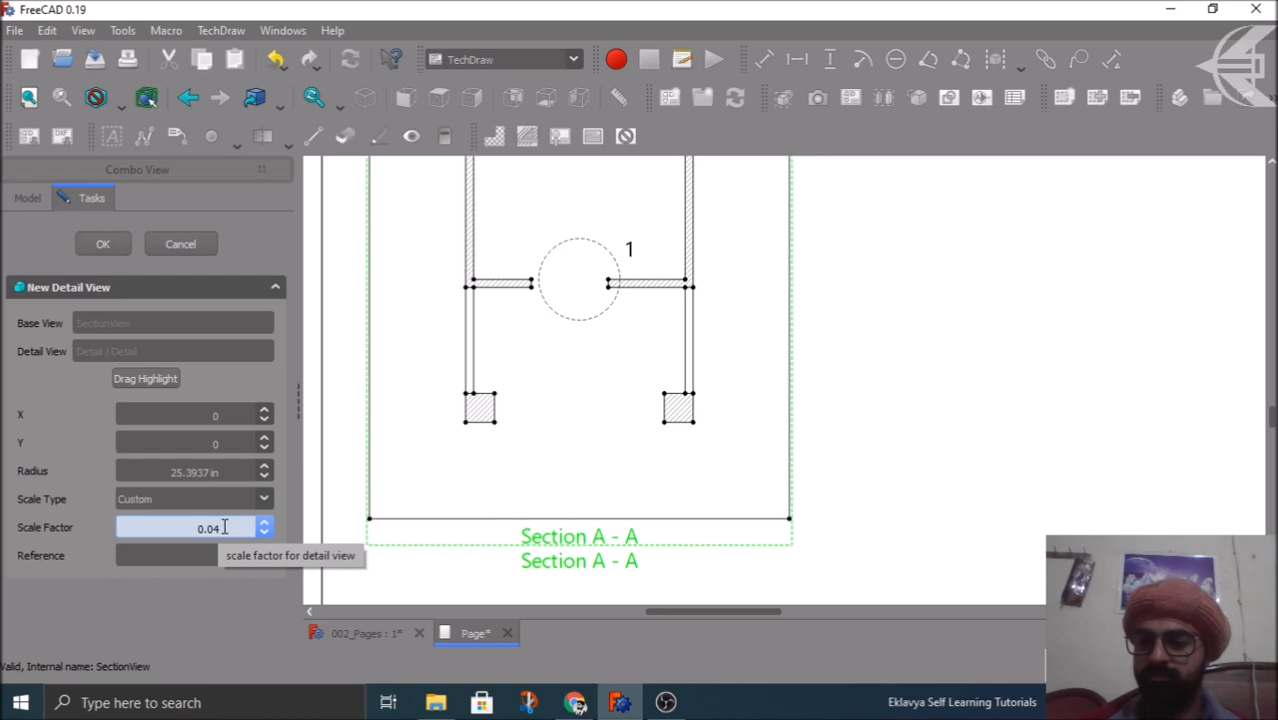 FreeCAD 0.19
File Edit View Tools Macro TechDraw Windows Help
TechDraw
Combo View
Model Tasks
OK Cancel
New Detail View
Base View SectionView
Detail View Detail / Detail
Drag Highlight
X 0
Y 0
Radius 25.3937 in
Scale Type Custom
Scale Factor 0.04
Reference
scale factor for detail view
1
Section A - A
Section A - A
002_Pages : 1*
Page*
Valid, Internal name: SectionView
Type here to search
Eklavya Self Learning Tutorials